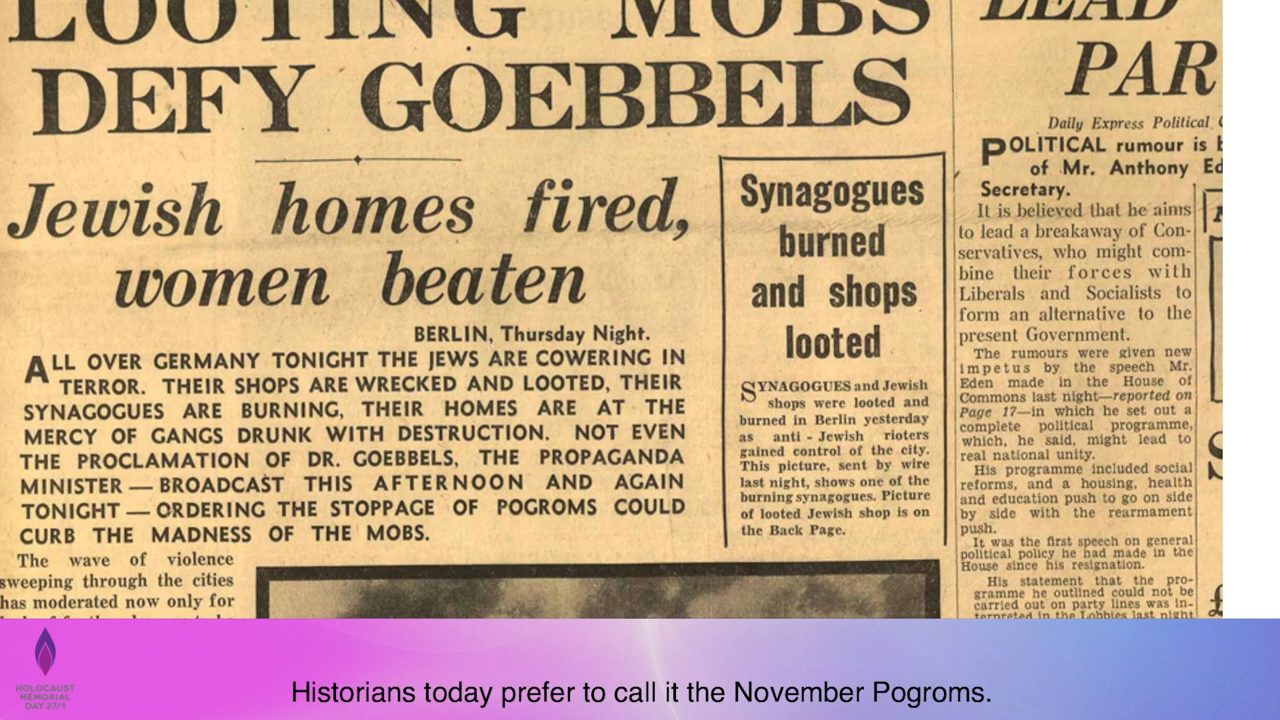 LOOTING MOBS
DEFY GOEBBELS
Jewish homes fired,
women beaten
BERLIN, Thursday Night.
ALL OVER GERMANY TONIGHT THE JEWS ARE COWERING IN
TERROR. THEIR SHOPS ARE WRECKED AND LOOTED, THEIR
SYNAGOGUES ARE BURNING, THEIR HOMES ARE AT THE
MERCY OF GANGS DRUNK WITH DESTRUCTION. NOT EVEN
THE PROCLAMATION OF DR. GOEBBELS, THE PROPAGANDA
MINISTER — BROADCAST THIS AFTERNOON AND AGAIN
TONIGHT — ORDERING THE STOPPAGE OF POGROMS COULD
CURB THE MADNESS OF THE MOBS.
The wave of violence
sweeping through the cities
has moderated now only for
Synagogues
burned
and shops
looted
SYNAGOGUES and Jewish
shops were looted and
burned in Berlin yesterday
as anti-Jewish rioters
gained control of the city.
This picture, sent by wire
last night, shows one of the
burning synagogues. Picture
of looted Jewish shop is on
the Back Page.
LEAD
PAR
Daily Express Political
POLITICAL rumour is
of Mr. Anthony Ed
Secretary.
It is believed that he aims
to lead a breakaway of Con-
servatives, who might com-
bine their forces with
Liberals and Socialists to
form an alternative to the
present Government.
The rumours were given new
impetus by the speech Mr.
Eden made in the House of
Commons last night—reported on
Page 17—in which he set out a
complete political programme,
which, he said, might lead to
real national unity.
His programme included social
reforms, and a housing, health
and education push to go on side
by side with the rearmament
push.
It was the first speech on general
political policy he had made in the
House since his resignation.
His statement that the pro-
gramme he outlined could not be
carried out on party lines was in-
terpreted in the Lobbies last night
HOLOCAUST
MEMORIAL
DAY 27/1
Historians today prefer to call it the November Pogroms.